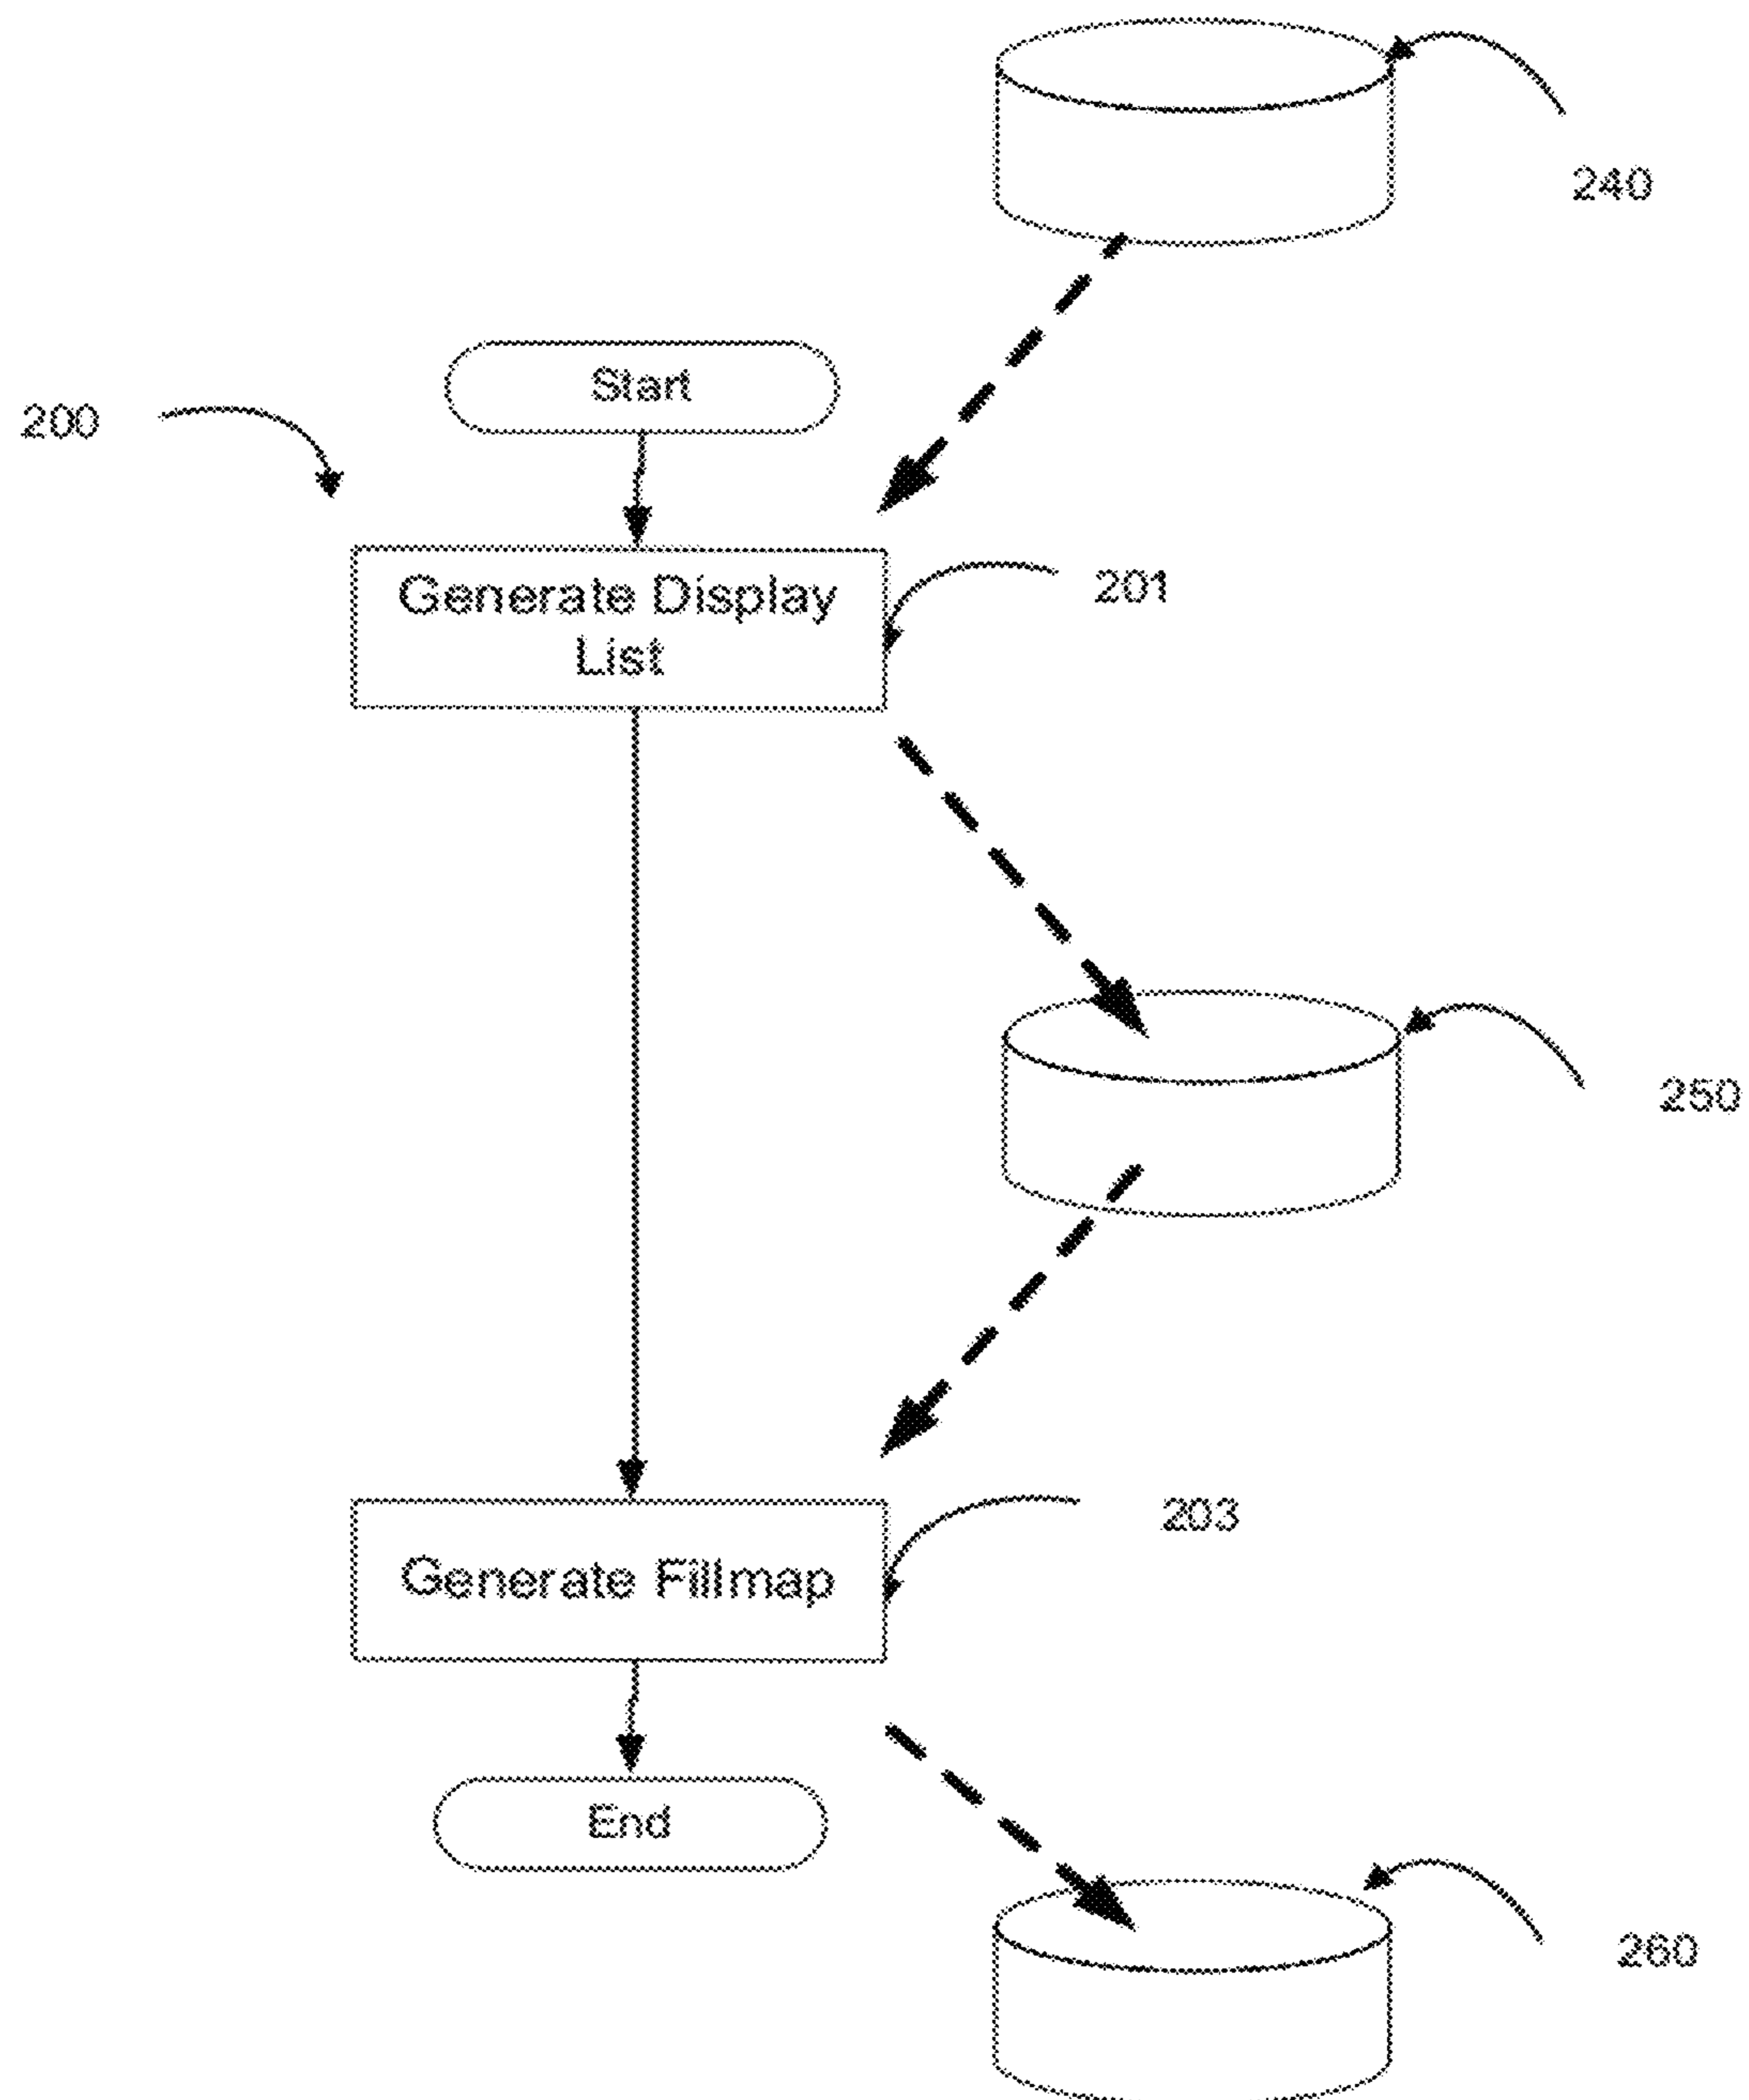 240
Start
200
Generate Display
List
201
250
203
Generate Fillmap
End
260